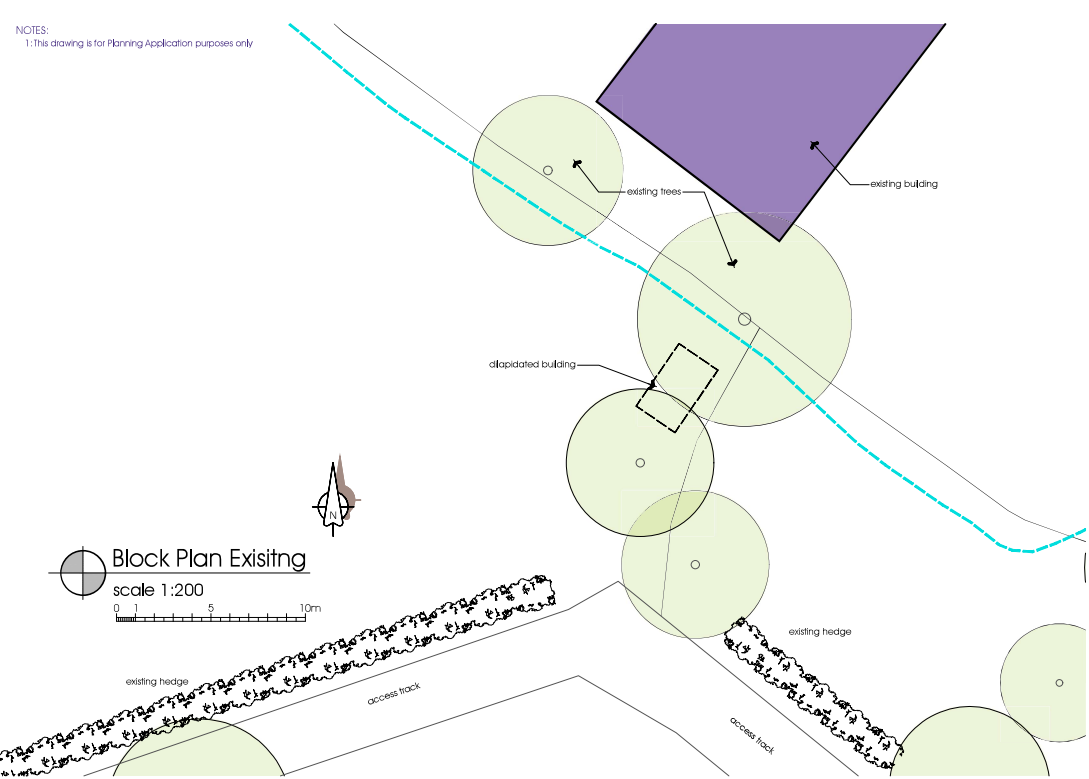 NOTES:
1: This drawing is for Planning Application purposes only
existing building
existing trees
dilapidated building
N
Block Plan Exisitng
scale 1:200
0 1 5 10m
existing hedge
existing hedge
access track
access track